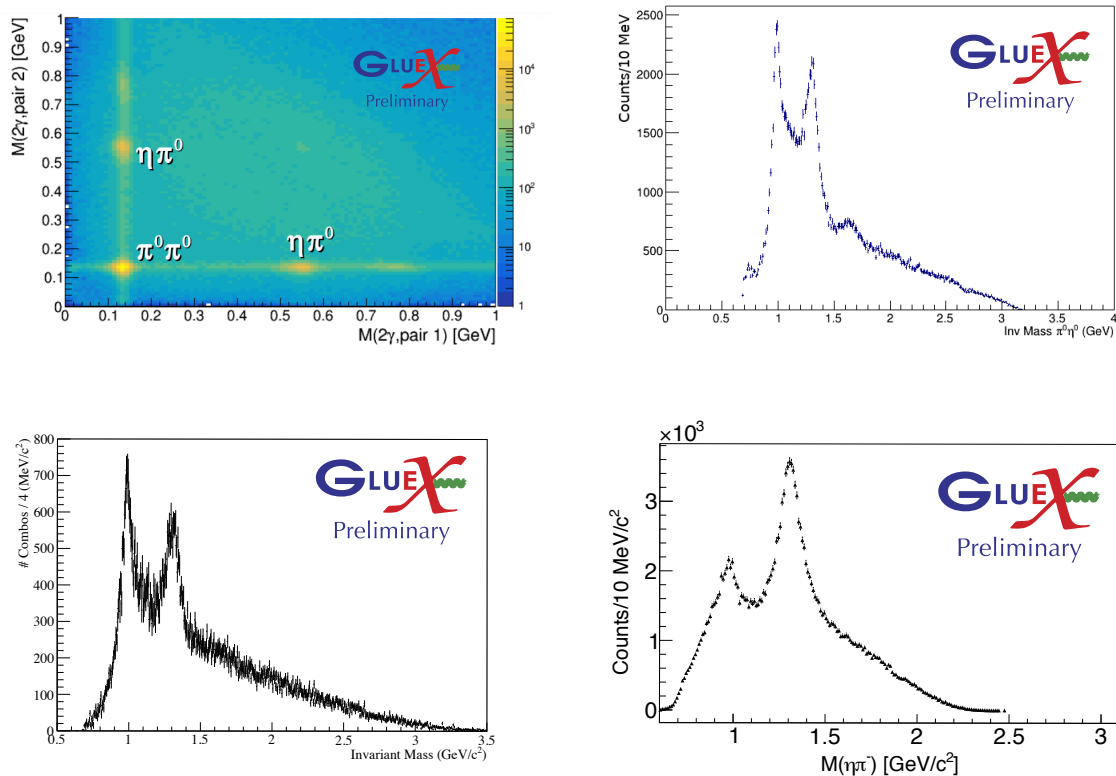 M(2γ,pair 2) [GeV]
1
0.9
0.8
0.7
0.6
0.5
0.4
0.3
0.2
0.1
0
GLUEX
Preliminary
ηπ⁰
π⁰π⁰
ηπ⁰
10⁴
10³
10²
10
1
0 0.1 0.2 0.3 0.4 0.5 0.6 0.7 0.8 0.9 1
M(2γ,pair 1) [GeV]
Counts/10 MeV
2500
2000
1500
1000
500
0
GLUEX
Preliminary
0 0.5 1 1.5 2 2.5 3 3.5 4
Inv Mass π⁰η⁰ (GeV)
# Combos / 4 (MeV/c²)
800
700
600
500
400
300
200
100
0
GLUEX
Preliminary
0.5 1 1.5 2 2.5 3 3.5
Invariant Mass (GeV/c²)
×10³
Counts/10 MeV/c²
3
2
1
0
GLUEX
Preliminary
1 1.5 2 2.5 3
M(ηπ⁻) [GeV/c²]